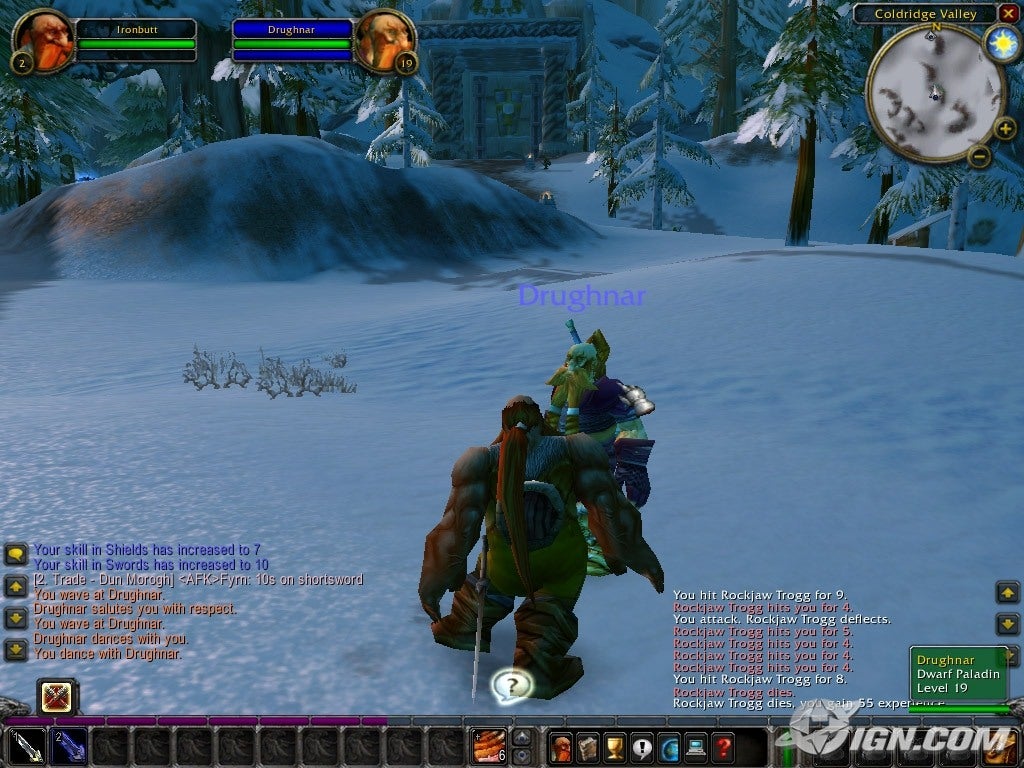 Ironbutt
2
Drughnar
19
Coldridge Valley
N
Drughnar
Your skill in Shields has increased to 7
Your skill in Swords has increased to 10
[2. Trade - Dun Morogh] <AFK>Fyrn: 10s on shortsword
You wave at Drughnar.
Drughnar salutes you with respect.
You wave at Drughnar.
Drughnar dances with you.
You dance with Drughnar.
You hit Rockjaw Trogg for 9.
Rockjaw Trogg hits you for 4.
You attack. Rockjaw Trogg deflects.
Rockjaw Trogg hits you for 5.
Rockjaw Trogg hits you for 4.
Rockjaw Trogg hits you for 4.
Rockjaw Trogg hits you for 4.
You hit Rockjaw Trogg for 8.
Rockjaw Trogg dies.
Rockjaw Trogg dies, you gain 55 experience.
Drughnar
Dwarf Paladin
Level 19
?
1
2
6
!
?
IGN.COM